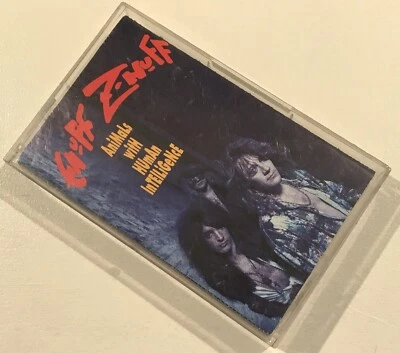 ENUFF Z'NUFF
AniMaLs
wiTH
HUmAn
InTELLiGeNcE